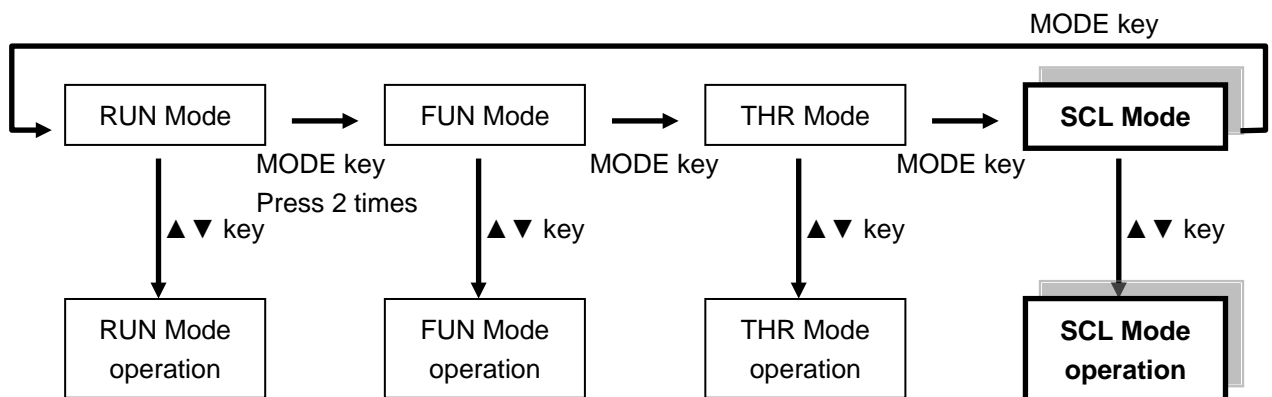 MODE key
RUN Mode
FUN Mode
THR Mode
SCL Mode
MODE key
Press 2 times
MODE key
MODE key
▲▼ key
▲▼ key
▲▼ key
▲▼ key
RUN Mode
operation
FUN Mode
operation
THR Mode
operation
SCL Mode
operation